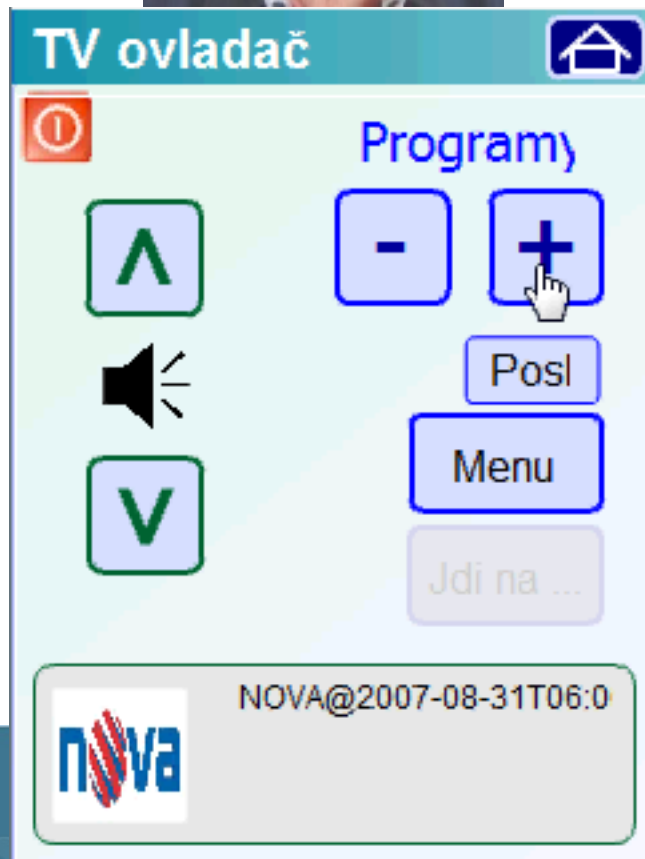 TV ovladač
Programy
-
+
Λ
Posl
Menu
V
Jdi na ...
NOVA@2007-08-31T06:0
nova